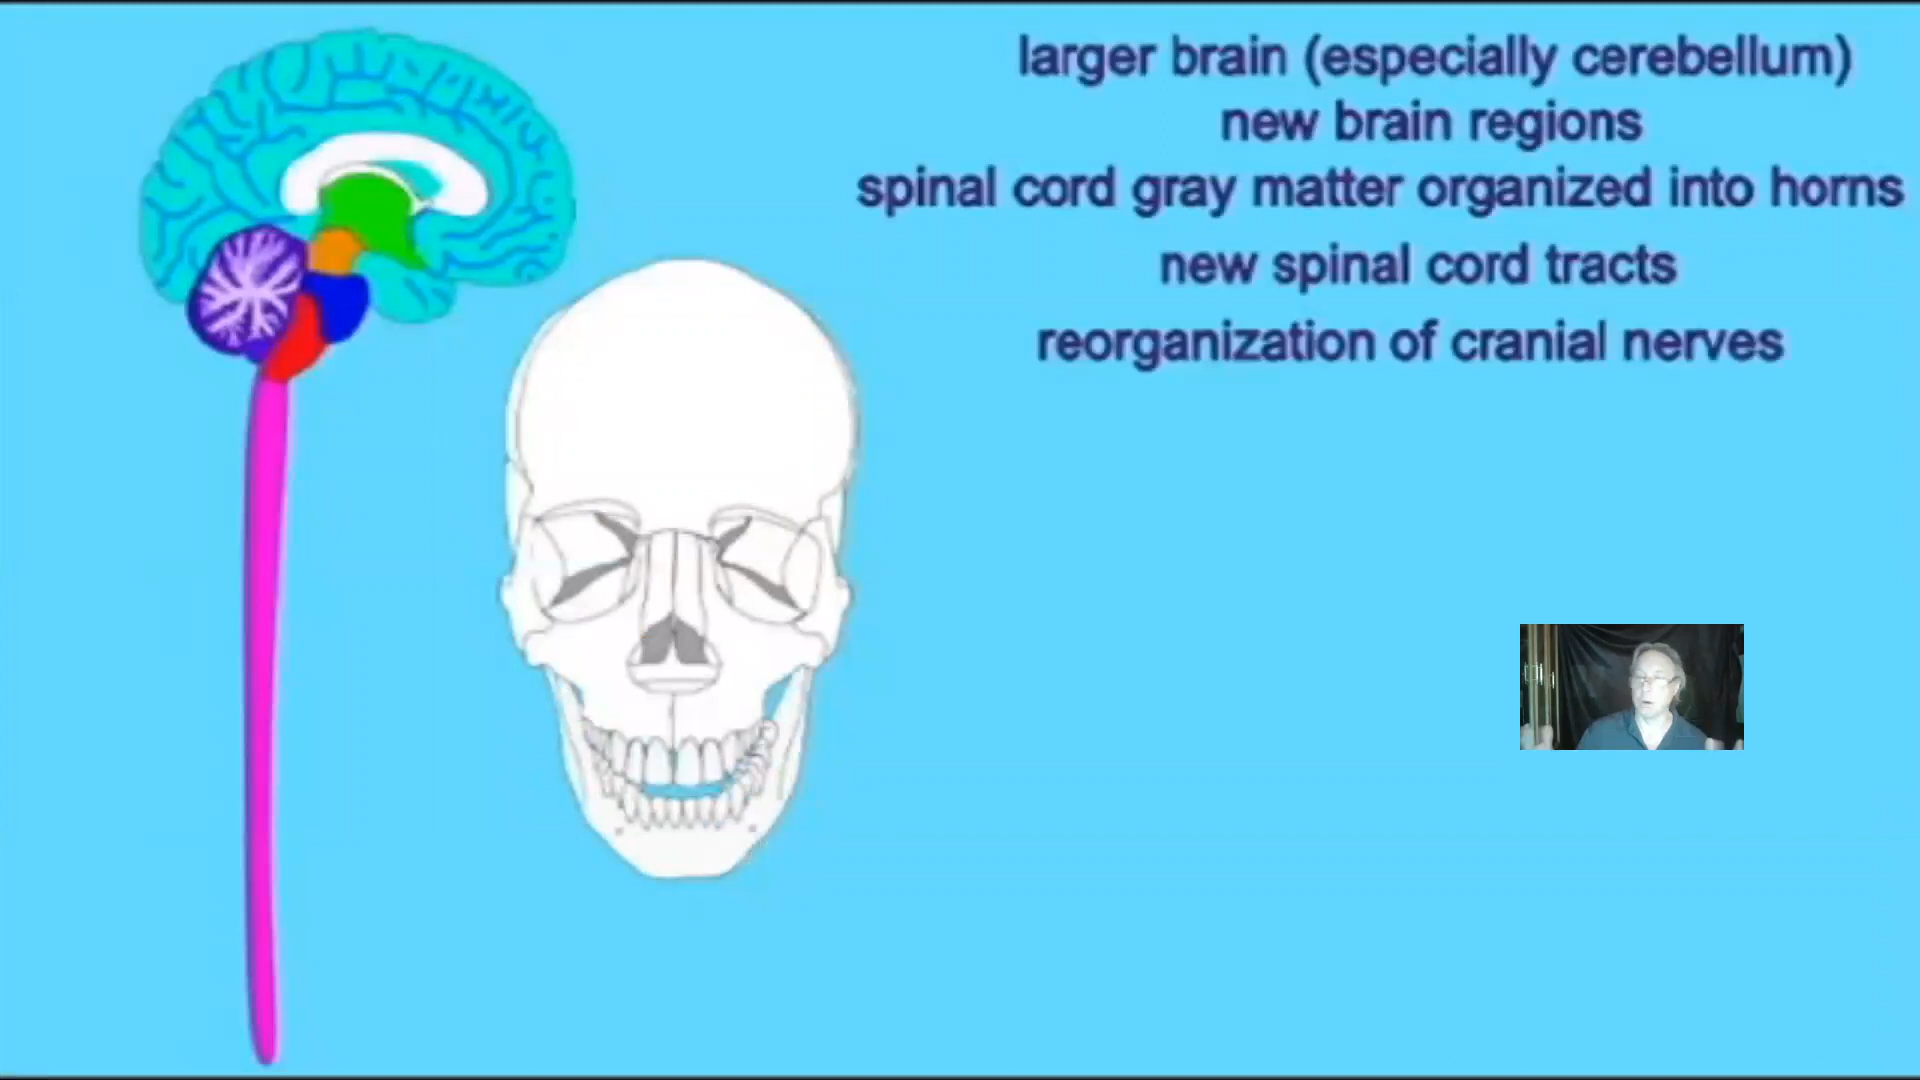 larger brain (especially cerebellum)
new brain regions
spinal cord gray matter organized into horns
new spinal cord tracts
reorganization of cranial nerves